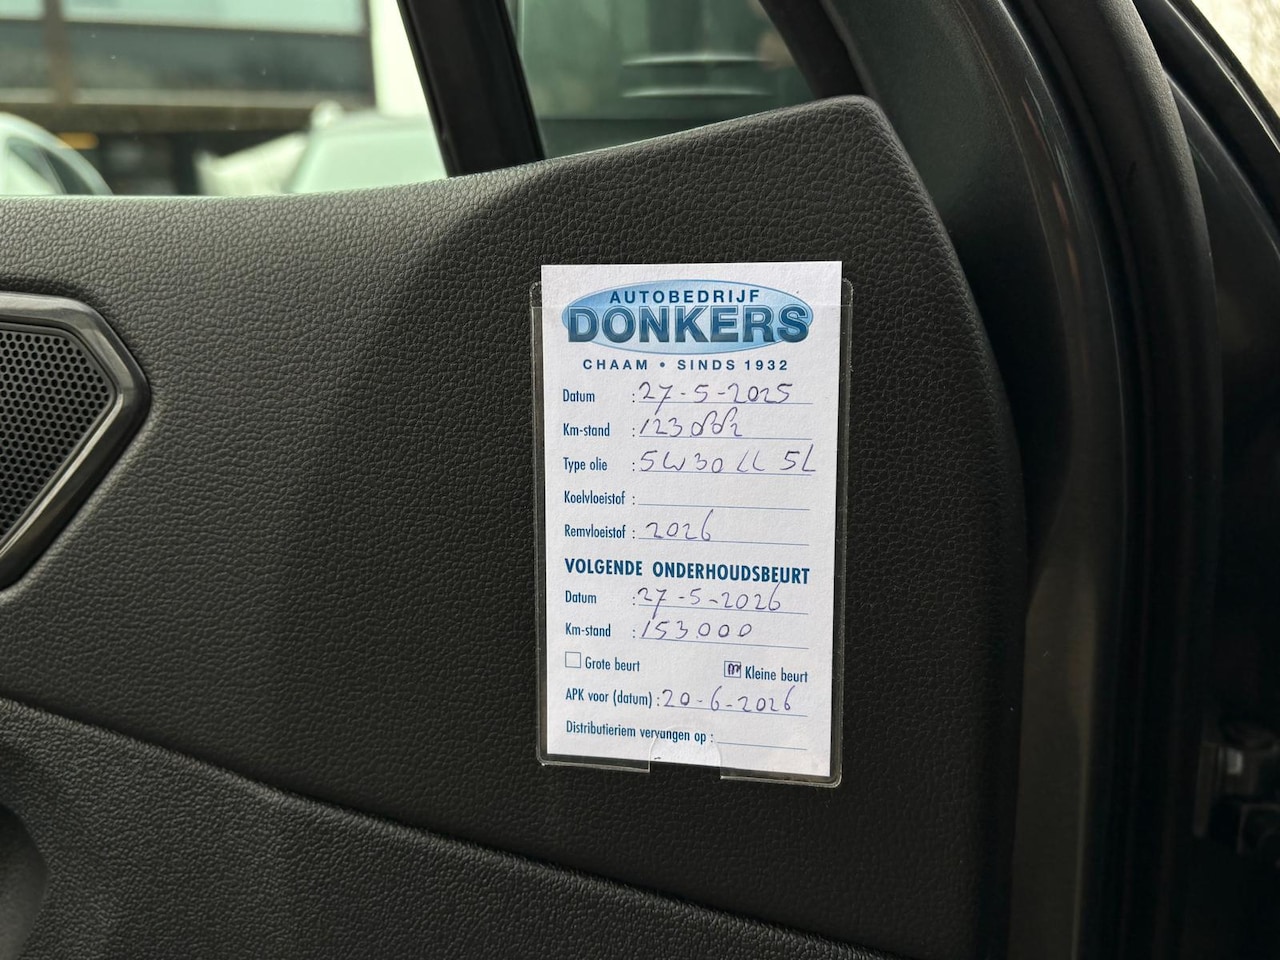 AUTOBEDRIJF
DONKERS
CHAAM • SINDS 1932
Datum : 27-5-2025
Km-stand :
Type olie : 5W30 LL 5L
Koelvloeistof :
Remvloeistof : 2026
VOLGENDE ONDERHOUDSBEURT
Datum : 27-5-2026
Km-stand : 153.000
Grote beurt Kleine beurt
APK voor (datum) : 20-6-2026
Distributieriem vervangen op :